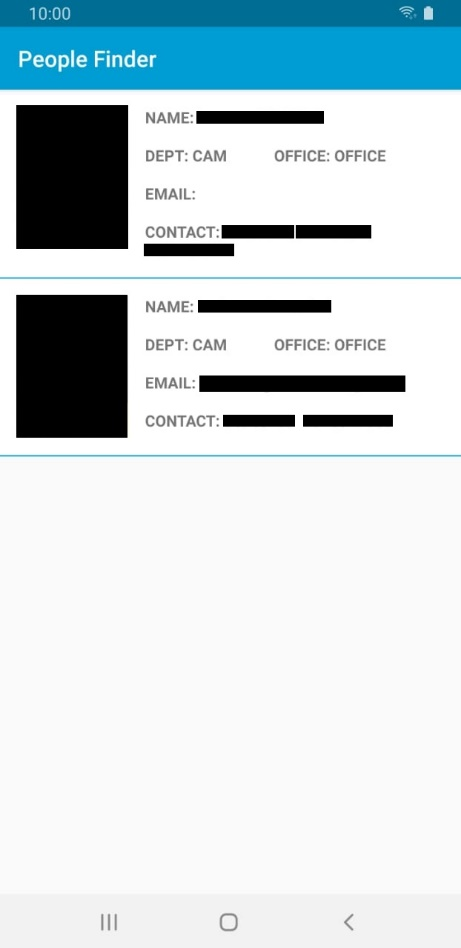 10:00
People Finder
NAME:
DEPT: CAM OFFICE: OFFICE
EMAIL:
CONTACT:
NAME:
DEPT: CAM OFFICE: OFFICE
EMAIL:
CONTACT: